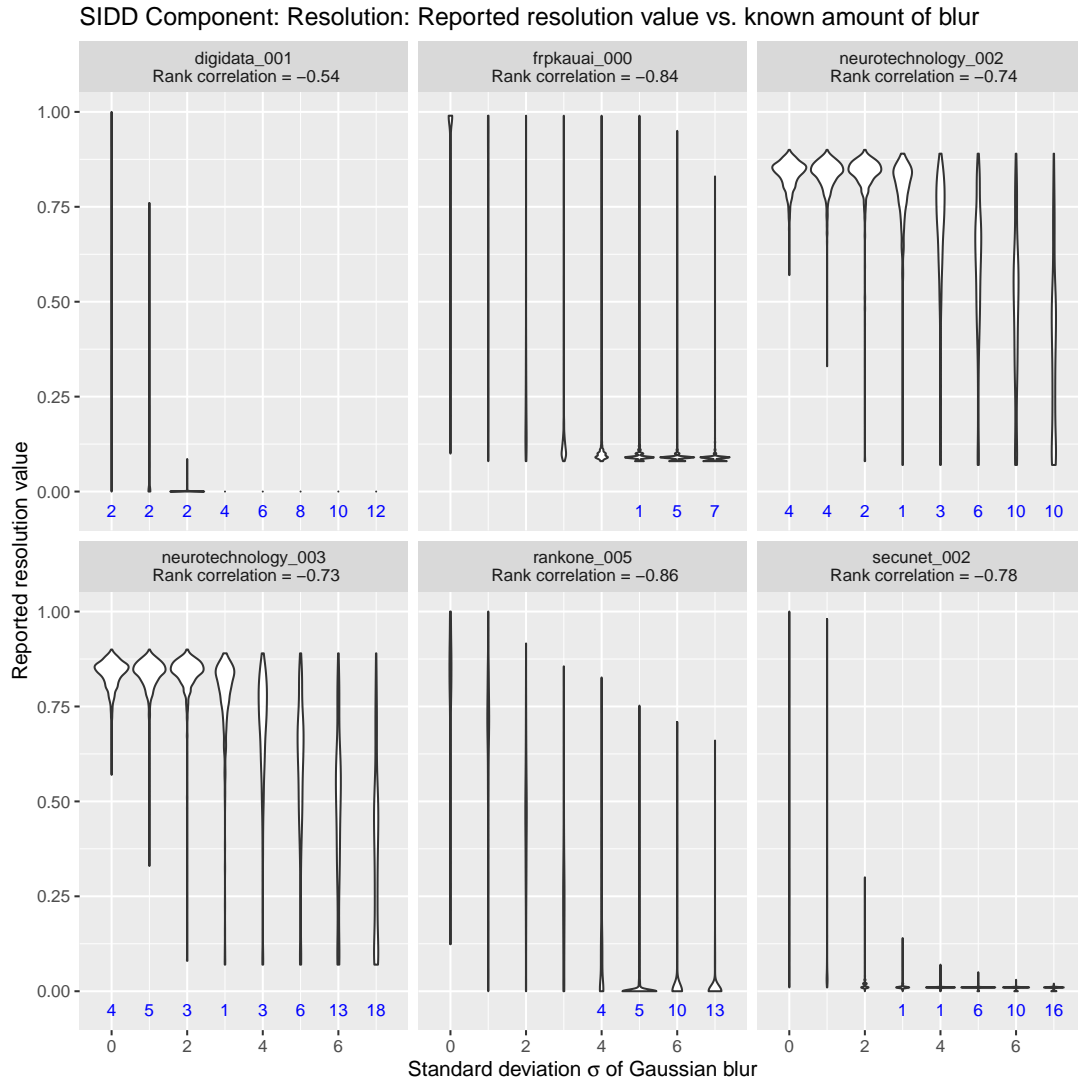 SIDD Component: Resolution: Reported resolution value vs. known amount of blur
digidata_001
Rank correlation = −0.54
frpkauai_000
Rank correlation = −0.84
neurotechnology_002
Rank correlation = −0.74
1.00
0.75
0.50
0.25
0.00
2 2 2 4 6 8 10 12
1 5 7
4 4 2 1 3 6 10 10
neurotechnology_003
Rank correlation = −0.73
rankone_005
Rank correlation = −0.86
secunet_002
Rank correlation = −0.78
1.00
0.75
0.50
0.25
0.00
4 5 3 1 3 6 13 18
4 5 10 13
1 1 6 10 16
0 2 4 6
0 2 4 6
0 2 4 6
Reported resolution value
Standard deviation σ of Gaussian blur